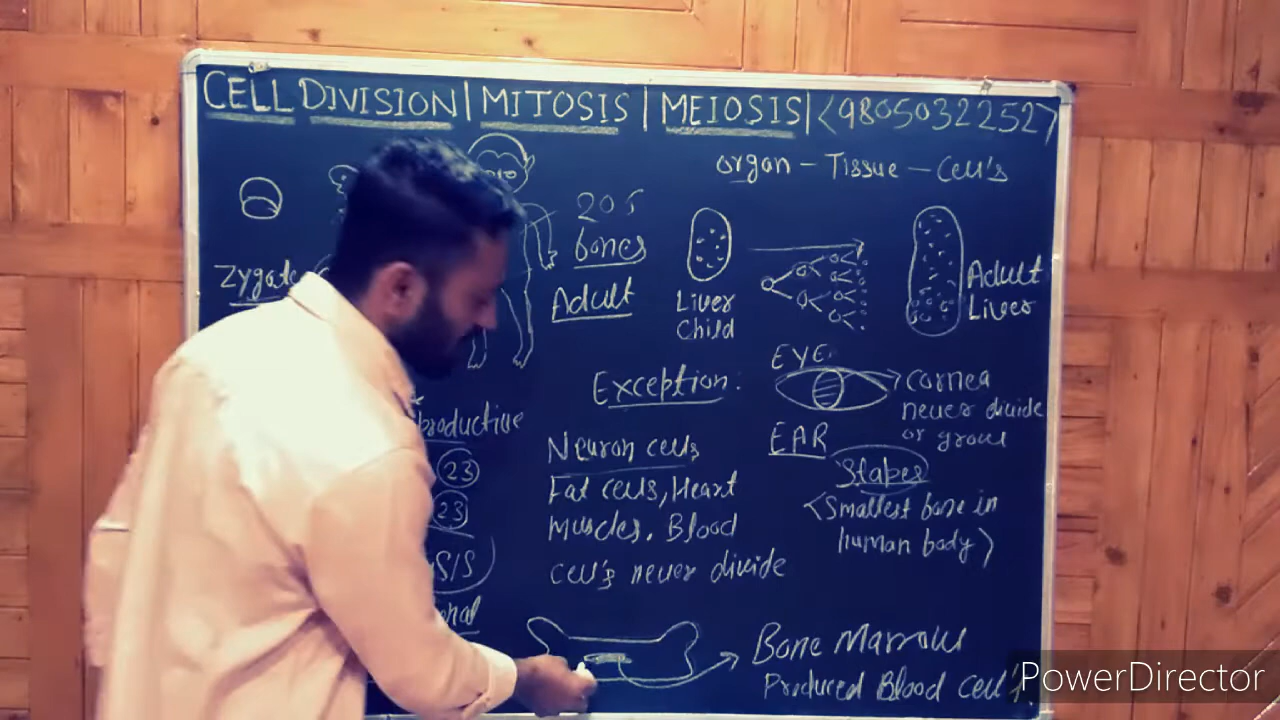 CELL DIVISION | MITOSIS | MEIOSIS | <9805032252>
organ - Tissue - Cell's
205
bones
Adult
Zygote
Liver
Child
Adult
Liver
EYE
Cornea
never divide
or grow
Exception:
productive
23
23
Neuron cells
Fat cells, Heart
Muscles, Blood
Cell's never divide
EAR
Stapes
<Smallest bone in
human body>
Bone Marrow
Produced Blood Cell's
PowerDirector